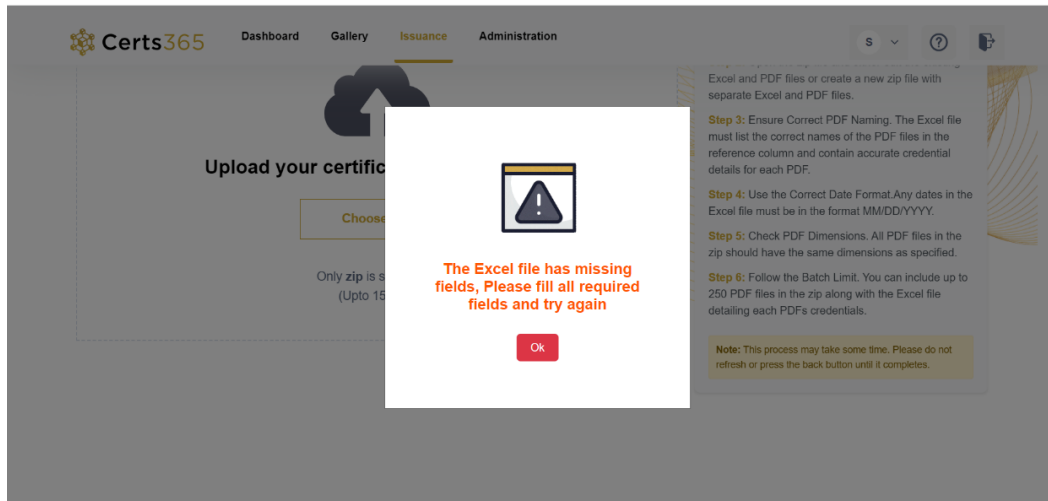 Certs365
Dashboard Gallery Issuance Administration
S
Excel and PDF files or create a new zip file with
separate Excel and PDF files.
Step 3: Ensure Correct PDF Naming. The Excel file
must list the correct names of the PDF files in the
reference column and contain accurate credential
details for each PDF.
Step 4: Use the Correct Date Format.Any dates in the
Excel file must be in the format MM/DD/YYYY.
Step 5: Check PDF Dimensions. All PDF files in the
zip should have the same dimensions as specified.
Step 6: Follow the Batch Limit. You can include up to
250 PDF files in the zip along with the Excel file
detailing each PDFs credentials.
Note: This process may take some time. Please do not
refresh or press the back button until it completes.
Upload your certific
Choose
Only zip is s
(Upto 15
The Excel file has missing
fields, Please fill all required
fields and try again
Ok